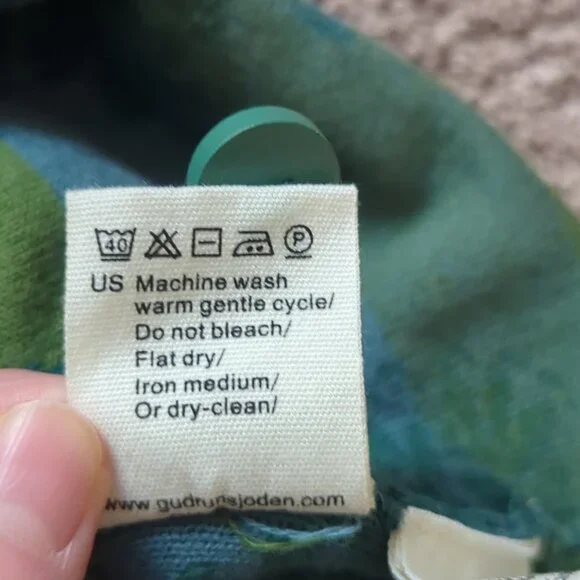 40 P
US Machine wash
warm gentle cycle/
Do not bleach/
Flat dry/
Iron medium/
Or dry-clean/
www.gudrunsjoden.com